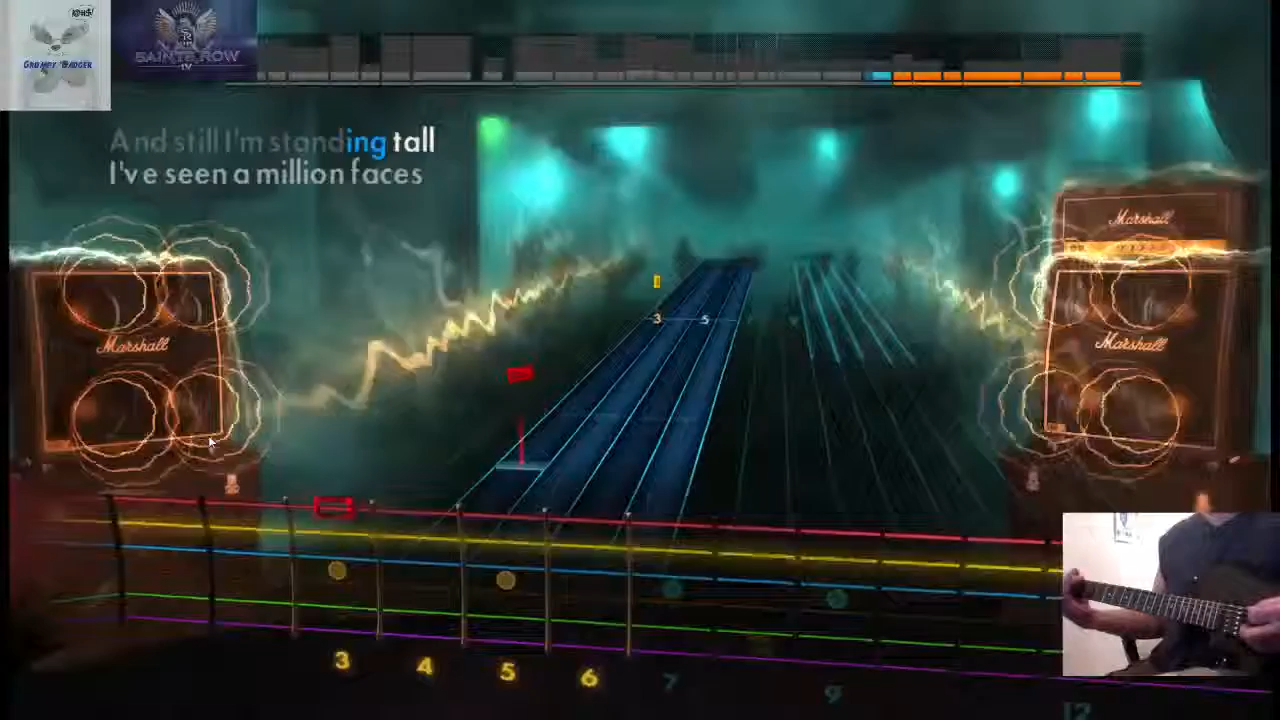 GRUMPY BADGER
SAINTS ROW
IV
And still I'm standing tall
I've seen a million faces
Marshall
Marshall
Marshall
3 5
3 4 5 6 7 9 12